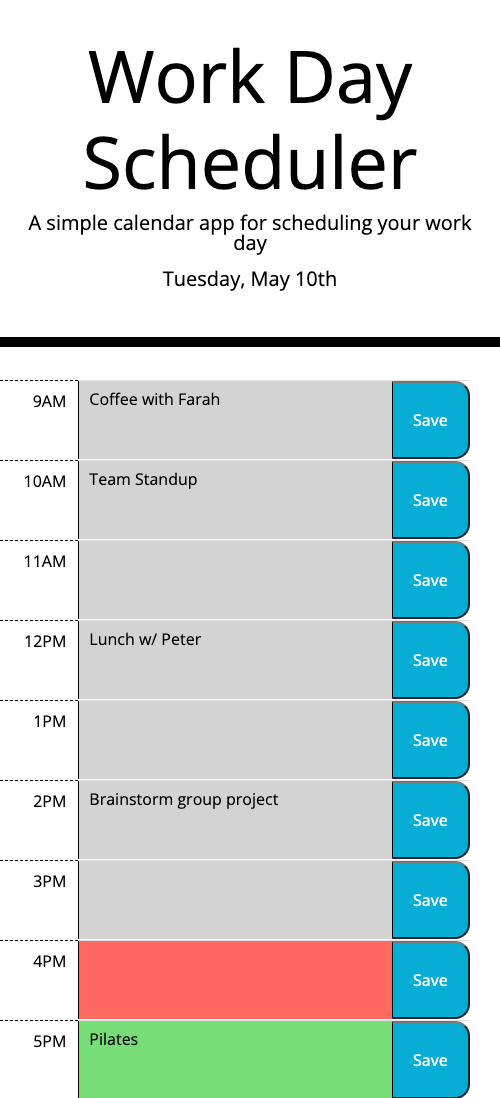 Work Day
Scheduler
A simple calendar app for scheduling your work
day
Tuesday, May 10th
9AM Coffee with Farah Save
10AM Team Standup Save
11AM Save
12PM Lunch w/ Peter Save
1PM Save
2PM Brainstorm group project Save
3PM Save
4PM Save
5PM Pilates Save